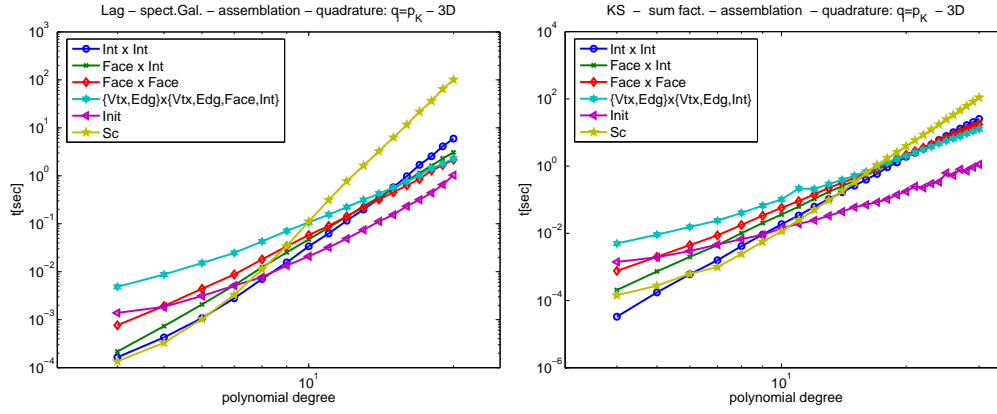 Lag − spect.Gal. − assemblation − quadrature: qi=pK − 3D
t[sec]
10^3
10^2
10^1
10^0
10^−1
10^−2
10^−3
10^−4
Int x Int
Face x Int
Face x Face
{Vtx,Edg}x{Vtx,Edg,Face,Int}
Init
Sc
10^1
polynomial degree
KS − sum fact. − assemblation − quadrature: qi=pK − 3D
t[sec]
10^4
10^2
10^0
10^−2
10^−4
10^−6
Int x Int
Face x Int
Face x Face
{Vtx,Edg}x{Vtx,Edg,Int}
Init
Sc
10^1
polynomial degree